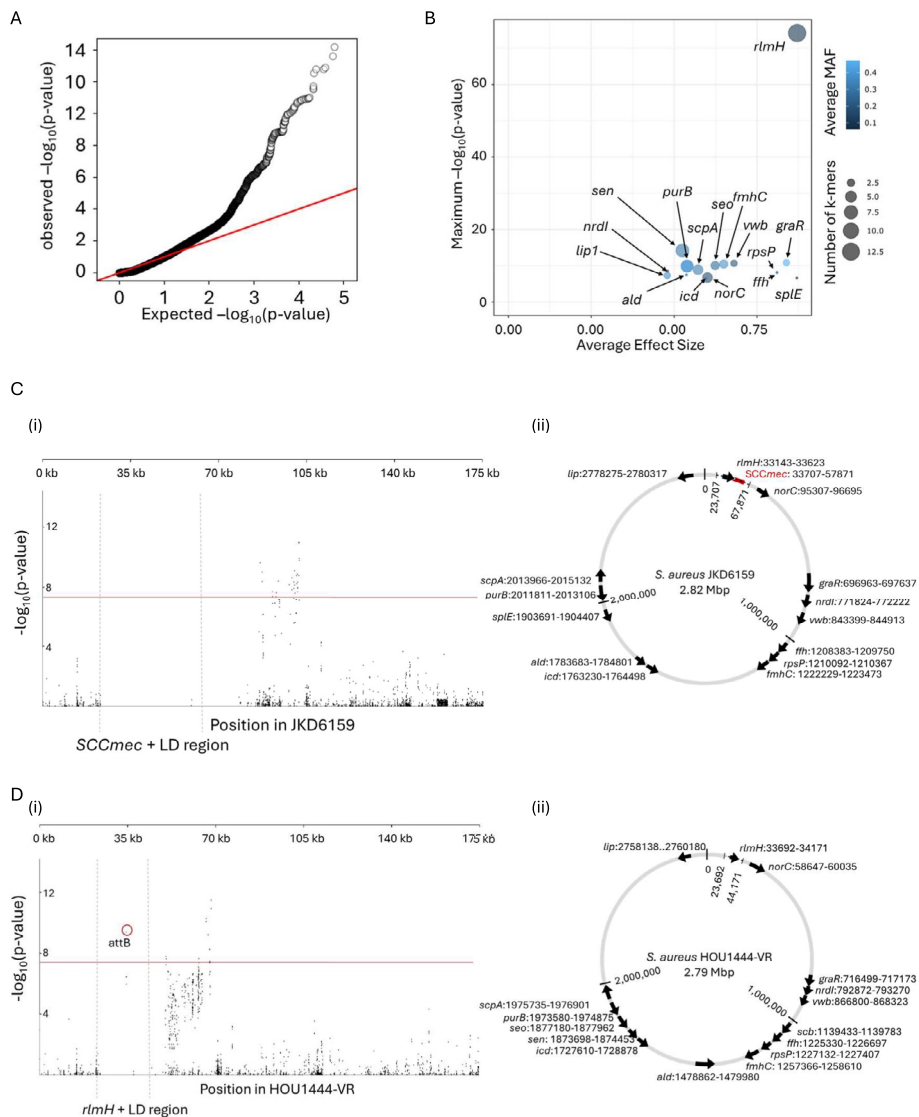 A
14
10
12
10
8
6
4
2
0
0 1 2 3 4 5
observed –log10(p-value)
Expected –log10(p-value)
B
Maximum –log10(p-value)
60
40
20
0
0.00 0.00 0.00 0.75
Average Effect Size
rlmH
sen
purB
seo
fmhC
nrdI
scpA
vwb
graR
lip1
rpsP
ald
icd
norC
ffh
splE
Average MAF
0.4
0.3
0.2
0.1
Number of k-mers
2.5
5.0
7.5
10.0
12.5
C
(i)
0 kb 35 kb 70 kb 105 kb 140 kb 175 kb
12
8
4
-log10(p-value)
Position in JKD6159
SCCmec + LD region
(ii)
rlmH:33143-33623
lip:2778275-2780317
SCCmec: 33707-57871
norC:95307-96695
0
23,707
67,871
scpA:2013966-2015132
purB:2011811-2013106
2,000,000
splE:1903691-1904407
S. aureus JKD6159
2.82 Mbp
1,000,000
graR:696963-697637
nrdI:771824-772222
vwb:843399-844913
ffh:1208383-1209750
rpsP:1210092-1210367
fmhC: 1222229-1223473
ald:1783683-1784801
icd:1763230-1764498
D
(i)
0 kb 35 kb 70 kb 105 kb 140 kb 175 kb
12
8
4
attB
-log10(p-value)
Position in HOU1444-VR
rlmH + LD region
(ii)
lip:2758138..2760180
rlmH:33692-34171
norC:58647-60035
0
23,692
44,171
S. aureus HOU1444-VR
2.79 Mbp
2,000,000
1,000,000
graR:716499-717173
nrdI:792872-793270
vwb:866800-868323
scpA:1975735-1976901
purB:1973580-1974875
seo:1877180-1877962
sen: 1873698-1874453
icd:1727610-1728878
scb:1139433-1139783
ffh:1225330-1226697
rpsP:1227132-1227407
fmhC: 1257366-1258610
ald:1478862-1479980